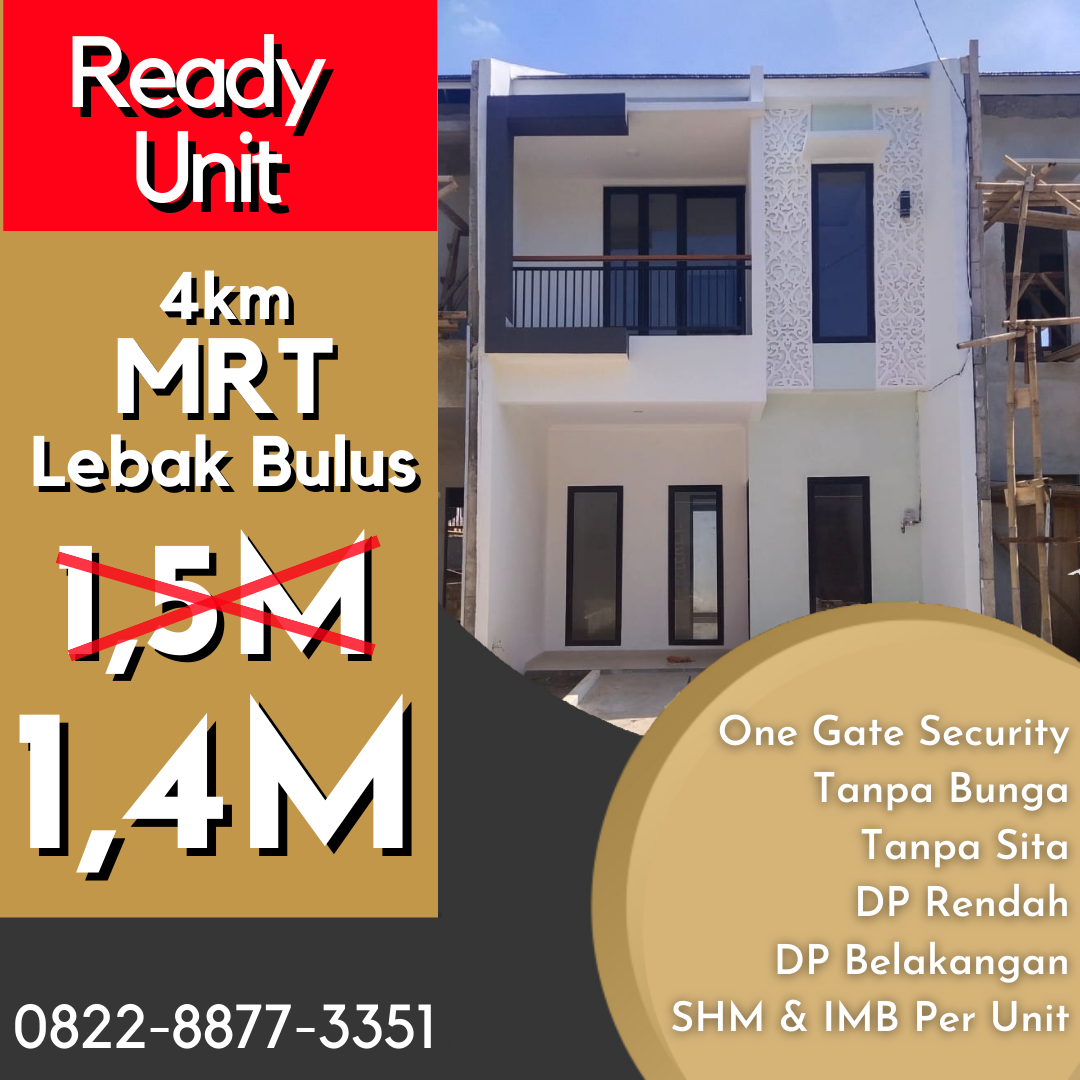 Ready
Unit
4km
MRT
Lebak Bulus
1,5M
1,4M
0822-8877-3351
One Gate Security
Tanpa Bunga
Tanpa Sita
DP Rendah
DP Belakangan
SHM & IMB Per Unit